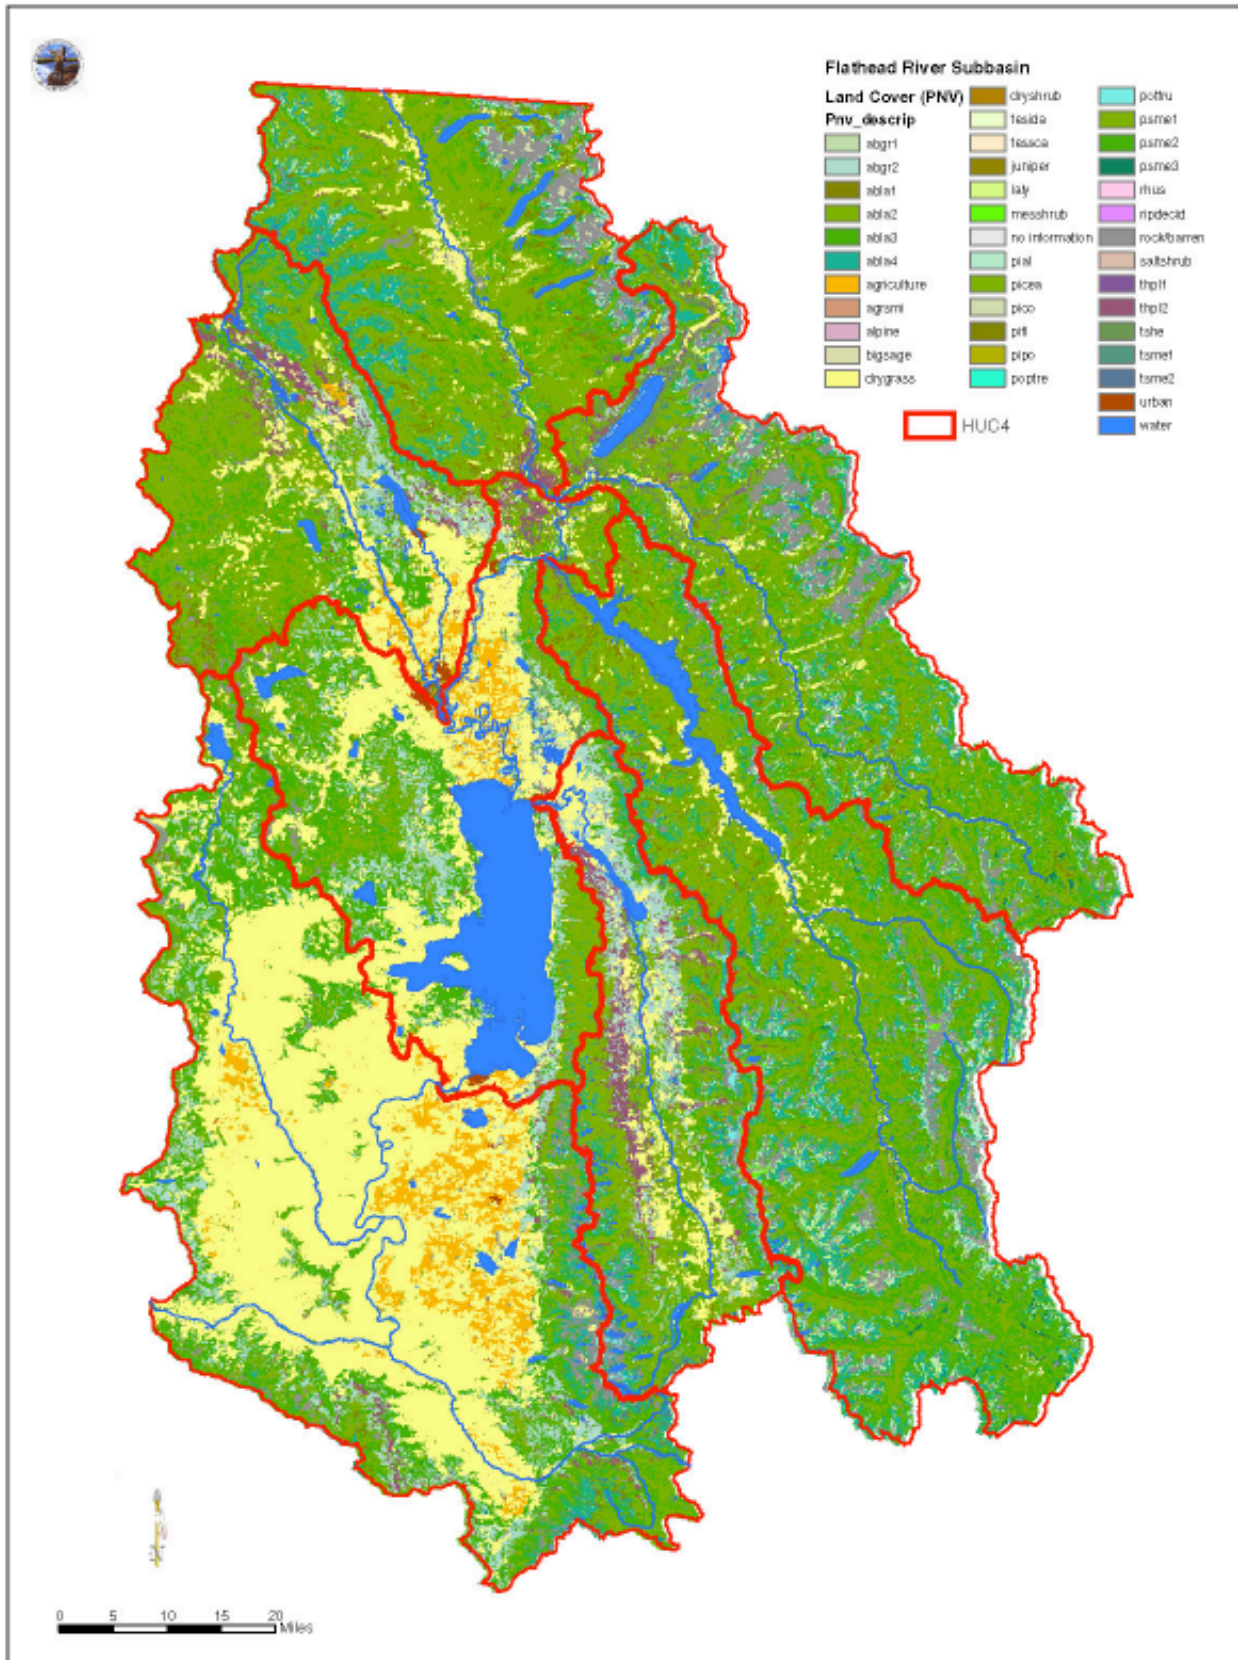 Flathead River Subbasin
Land Cover (PNV)
Pnv_descrip
abgr1
abgr2
abla1
abla2
abla3
abla4
agriculture
agrsmi
alpine
bigsage
drygrass
dryshrub
fesida
fessca
juniper
laly
messhrub
no information
pial
picea
pico
pifl
pipo
poptre
potfru
psme1
psme2
psme3
rhus
ripdecid
rock/barren
saltshrub
thpl1
thpl2
tshe
tsme1
tsme2
urban
water
HUC4
0 5 10 15 20
Miles